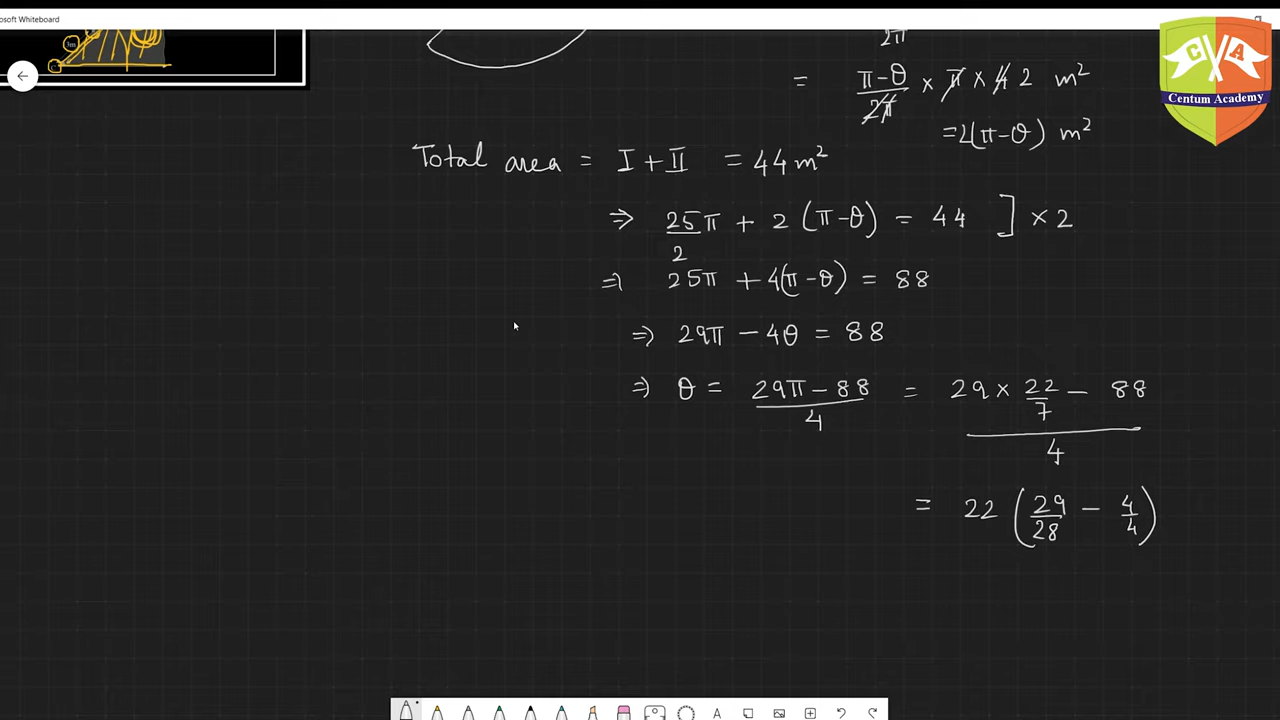 osoft Whiteboard
3m
2π
= π-θ/2π × π × 4 2 m²
=2(π-θ) m²
C A
Centum Academy
Total area = I + II = 44 m²
⇒ 25/2 π + 2 (π-θ) = 44 ] × 2
⇒ 25π + 4(π-θ) = 88
⇒ 29π - 4θ = 88
⇒ θ = 29π - 88 / 4 = 29 × 22/7 - 88 / 4
= 22 (29/28 - 4/4)
A